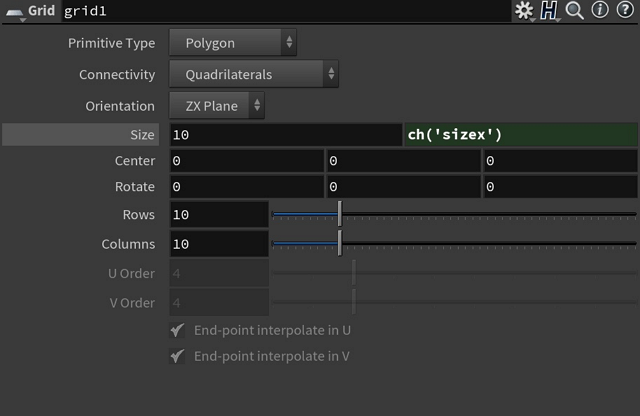 Grid grid1
Primitive Type Polygon
Connectivity Quadrilaterals
Orientation ZX Plane
Size 10 ch('sizex')
Center 0 0 0
Rotate 0 0 0
Rows 10
Columns 10
U Order 4
V Order 4
End-point interpolate in U
End-point interpolate in V